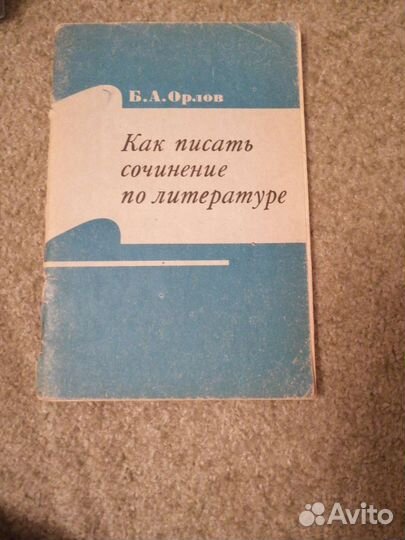 Б.А.Орлов
Как писать
сочинение
по литературе
Avito